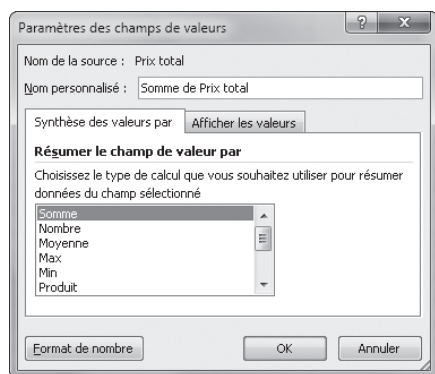 Paramètres des champs de valeurs
Nom de la source : Prix total
Nom personnalisé : Somme de Prix total
Synthèse des valeurs par Afficher les valeurs
Résumer le champ de valeur par
Choisissez le type de calcul que vous souhaitez utiliser pour résumer
données du champ sélectionné
Somme
Nombre
Moyenne
Max
Min
Produit
Format de nombre OK Annuler